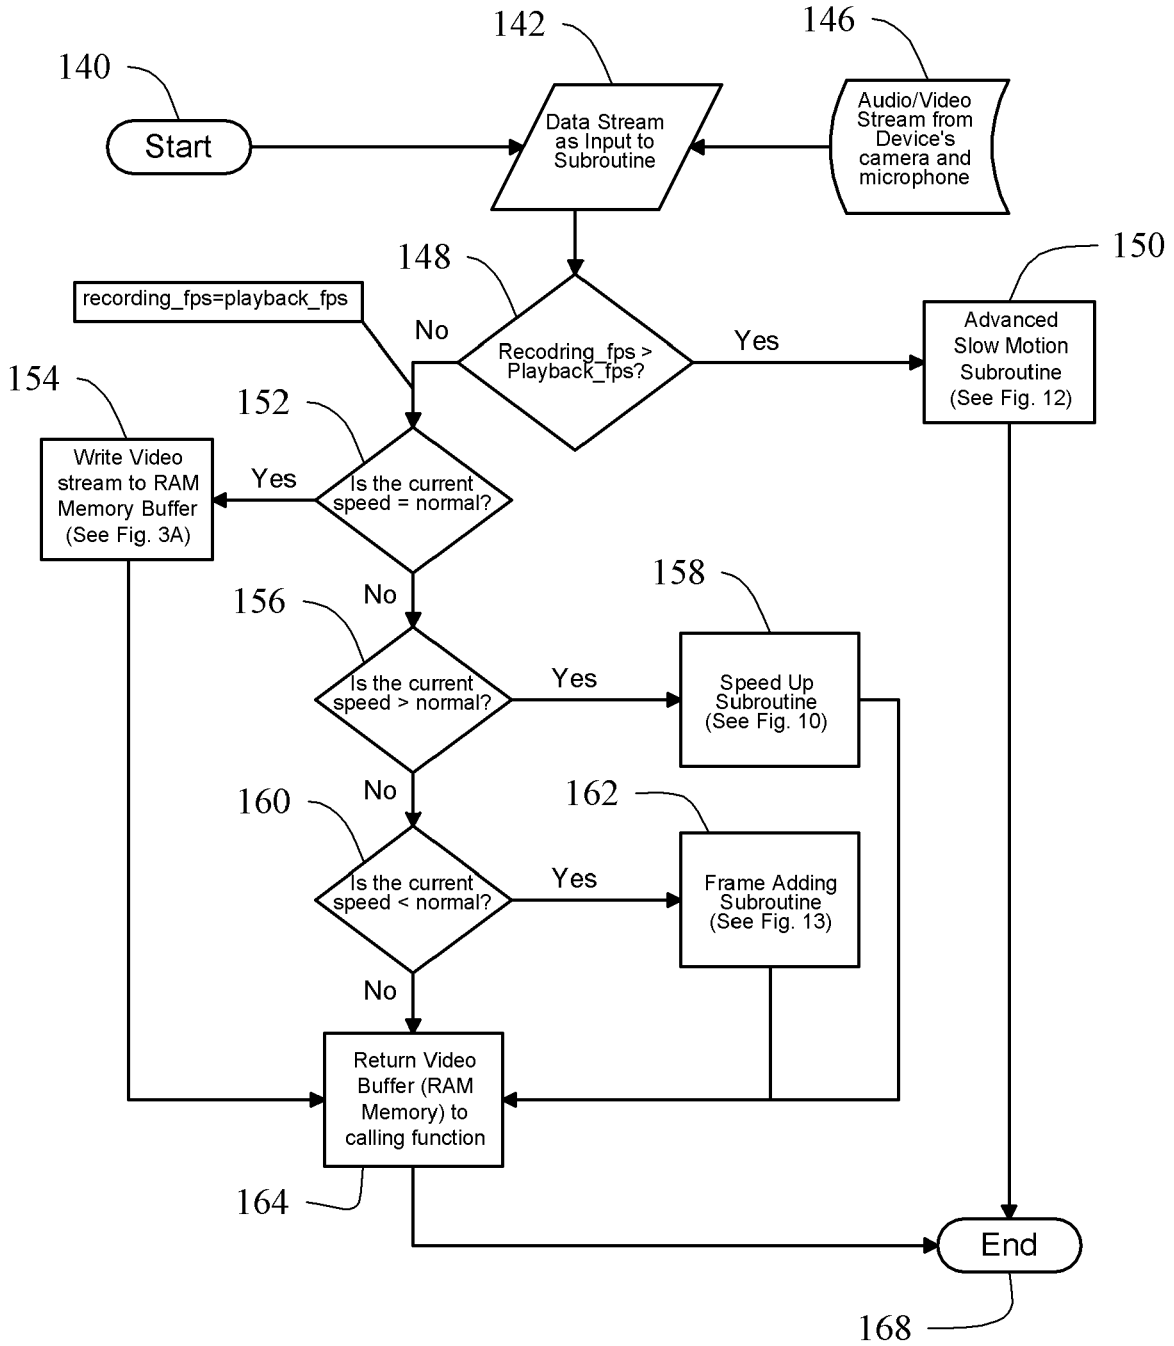 142
146
140
Start
Data Stream
as Input to
Subroutine
Audio/Video
Stream from
Device's
camera and
microphone
148
150
recording_fps=playback_fps
No
Recodring_fps >
Playback_fps?
Yes
Advanced
Slow Motion
Subroutine
(See Fig. 12)
154
152
Write Video
stream to RAM
Memory Buffer
(See Fig. 3A)
Yes
Is the current
speed = normal?
No
156
158
Is the current
speed > normal?
Yes
Speed Up
Subroutine
(See Fig. 10)
No
160
162
Is the current
speed < normal?
Yes
Frame Adding
Subroutine
(See Fig. 13)
No
Return Video
Buffer (RAM
Memory) to
calling function
164
End
168